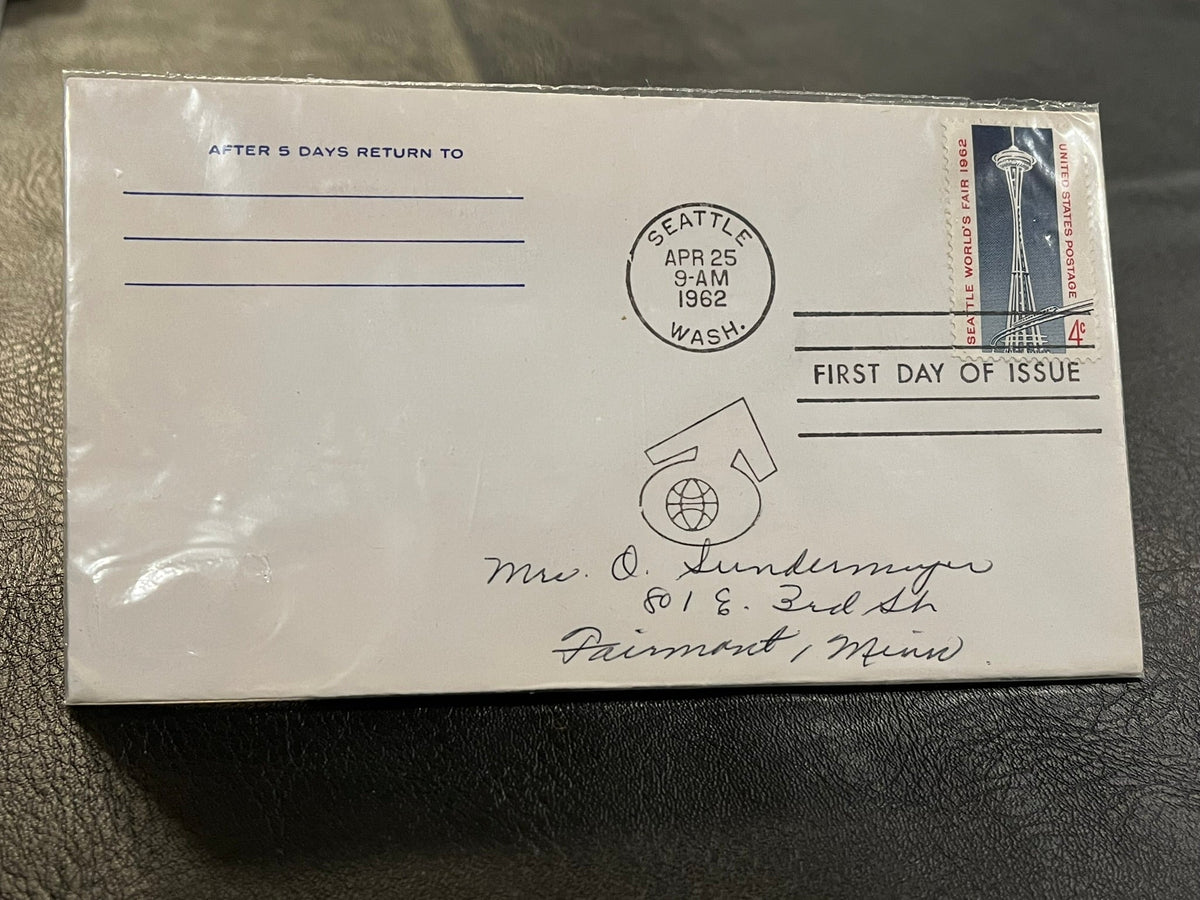 AFTER 5 DAYS RETURN TO
SEATTLE
APR 25
9-AM
1962
WASH.
SEATTLE WORLD'S FAIR 1962
UNITED STATES POSTAGE
4c
FIRST DAY OF ISSUE
Mrs. O. Sundermeyer
801 E. 3rd St
Fairmont, Minn